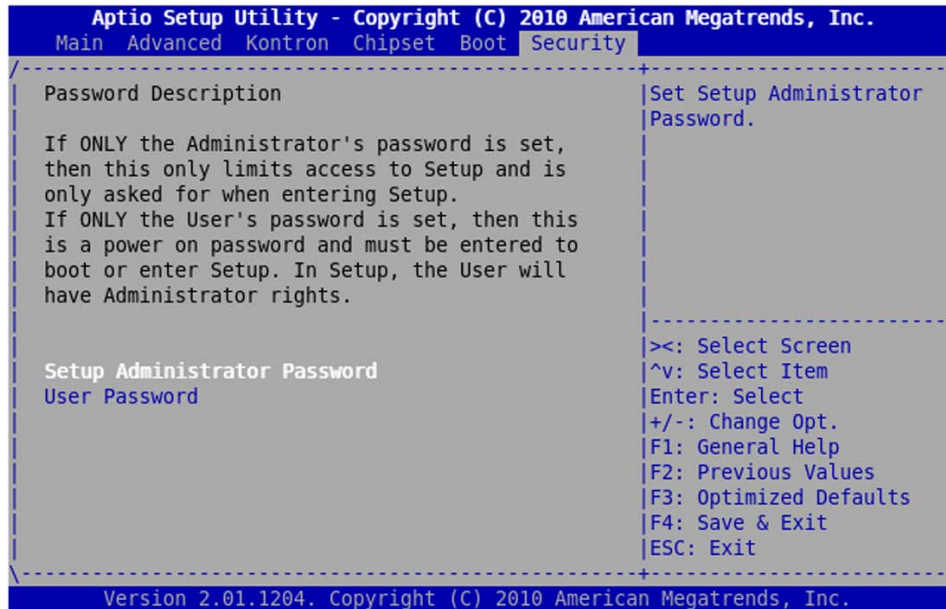 Aptio Setup Utility - Copyright (C) 2010 American Megatrends, Inc.
Main Advanced Kontron Chipset Boot Security
Password Description
If ONLY the Administrator's password is set,
then this only limits access to Setup and is
only asked for when entering Setup.
If ONLY the User's password is set, then this
is a power on password and must be entered to
boot or enter Setup. In Setup, the User will
have Administrator rights.
Setup Administrator Password
User Password
Set Setup Administrator
Password.
><: Select Screen
^v: Select Item
Enter: Select
+/-: Change Opt.
F1: General Help
F2: Previous Values
F3: Optimized Defaults
F4: Save & Exit
ESC: Exit
Version 2.01.1204. Copyright (C) 2010 American Megatrends, Inc.